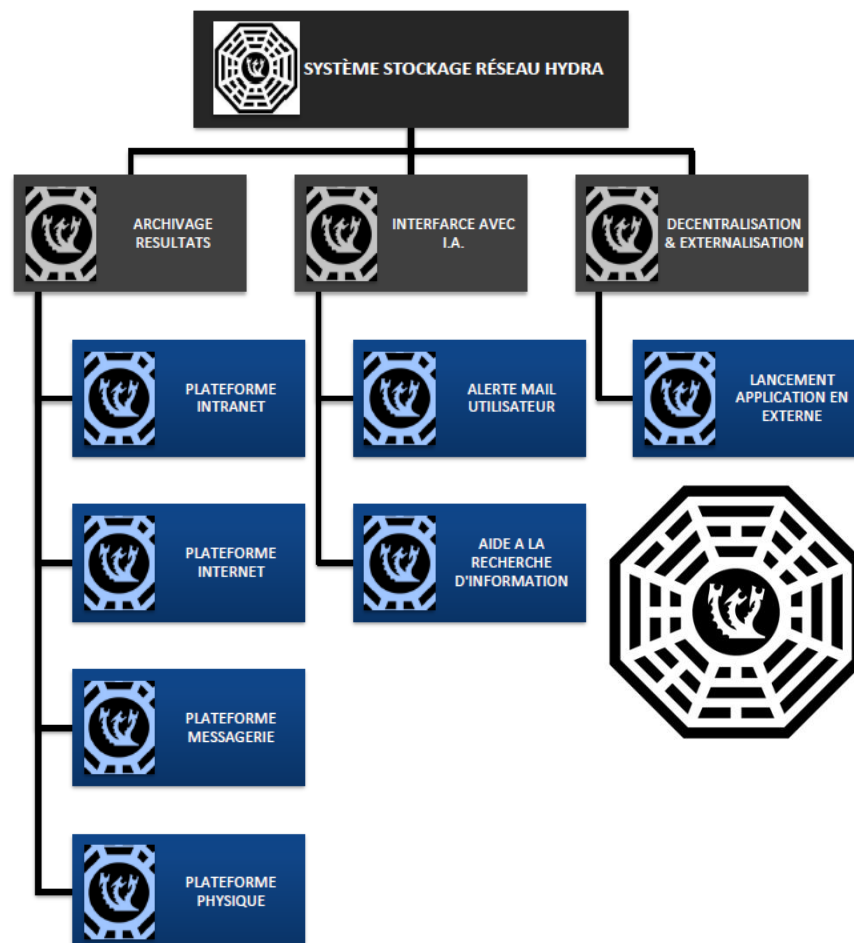 SYSTÈME STOCKAGE RÉSEAU HYDRA
ARCHIVAGE
RESULTATS
INTERFARCE AVEC
I.A.
DECENTRALISATION
& EXTERNALISATION
PLATEFORME
INTRANET
ALERTE MAIL
UTILISATEUR
LANCEMENT
APPLICATION EN
EXTERNE
PLATEFORME
INTERNET
AIDE A LA
RECHERCHE
D'INFORMATION
PLATEFORME
MESSAGERIE
PLATEFORME
PHYSIQUE